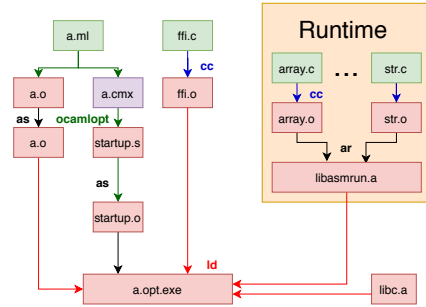 Runtime
a.ml
ffi.c
array.c
...
str.c
cc
cc
a.o
a.cmx
ffi.o
as
ocamlopt
array.o
str.o
a.o
startup.s
ar
libasmrun.a
as
startup.o
ld
a.opt.exe
libc.a